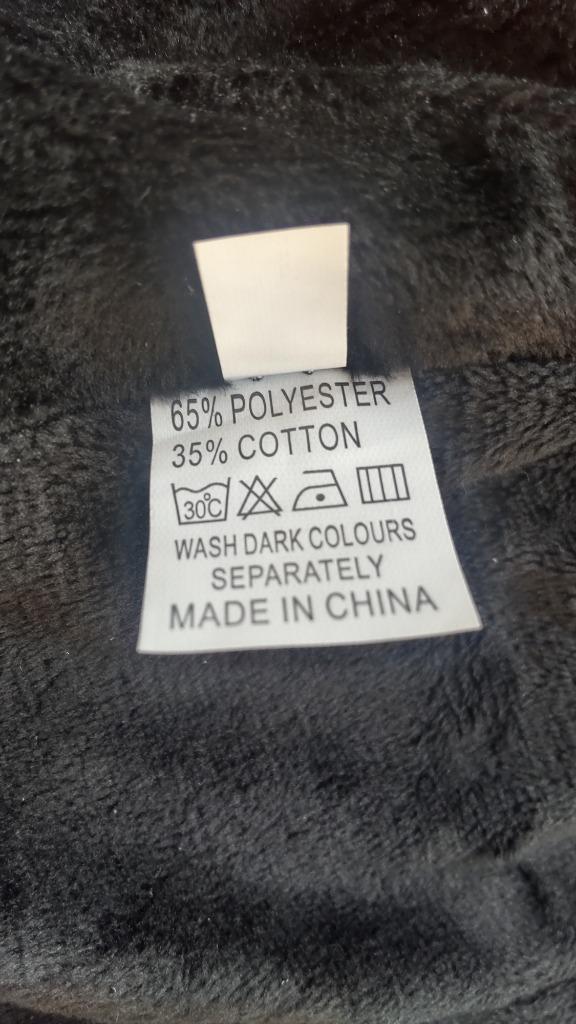 65% POLYESTER
35% COTTON
30°C
WASH DARK COLOURS
SEPARATELY
MADE IN CHINA